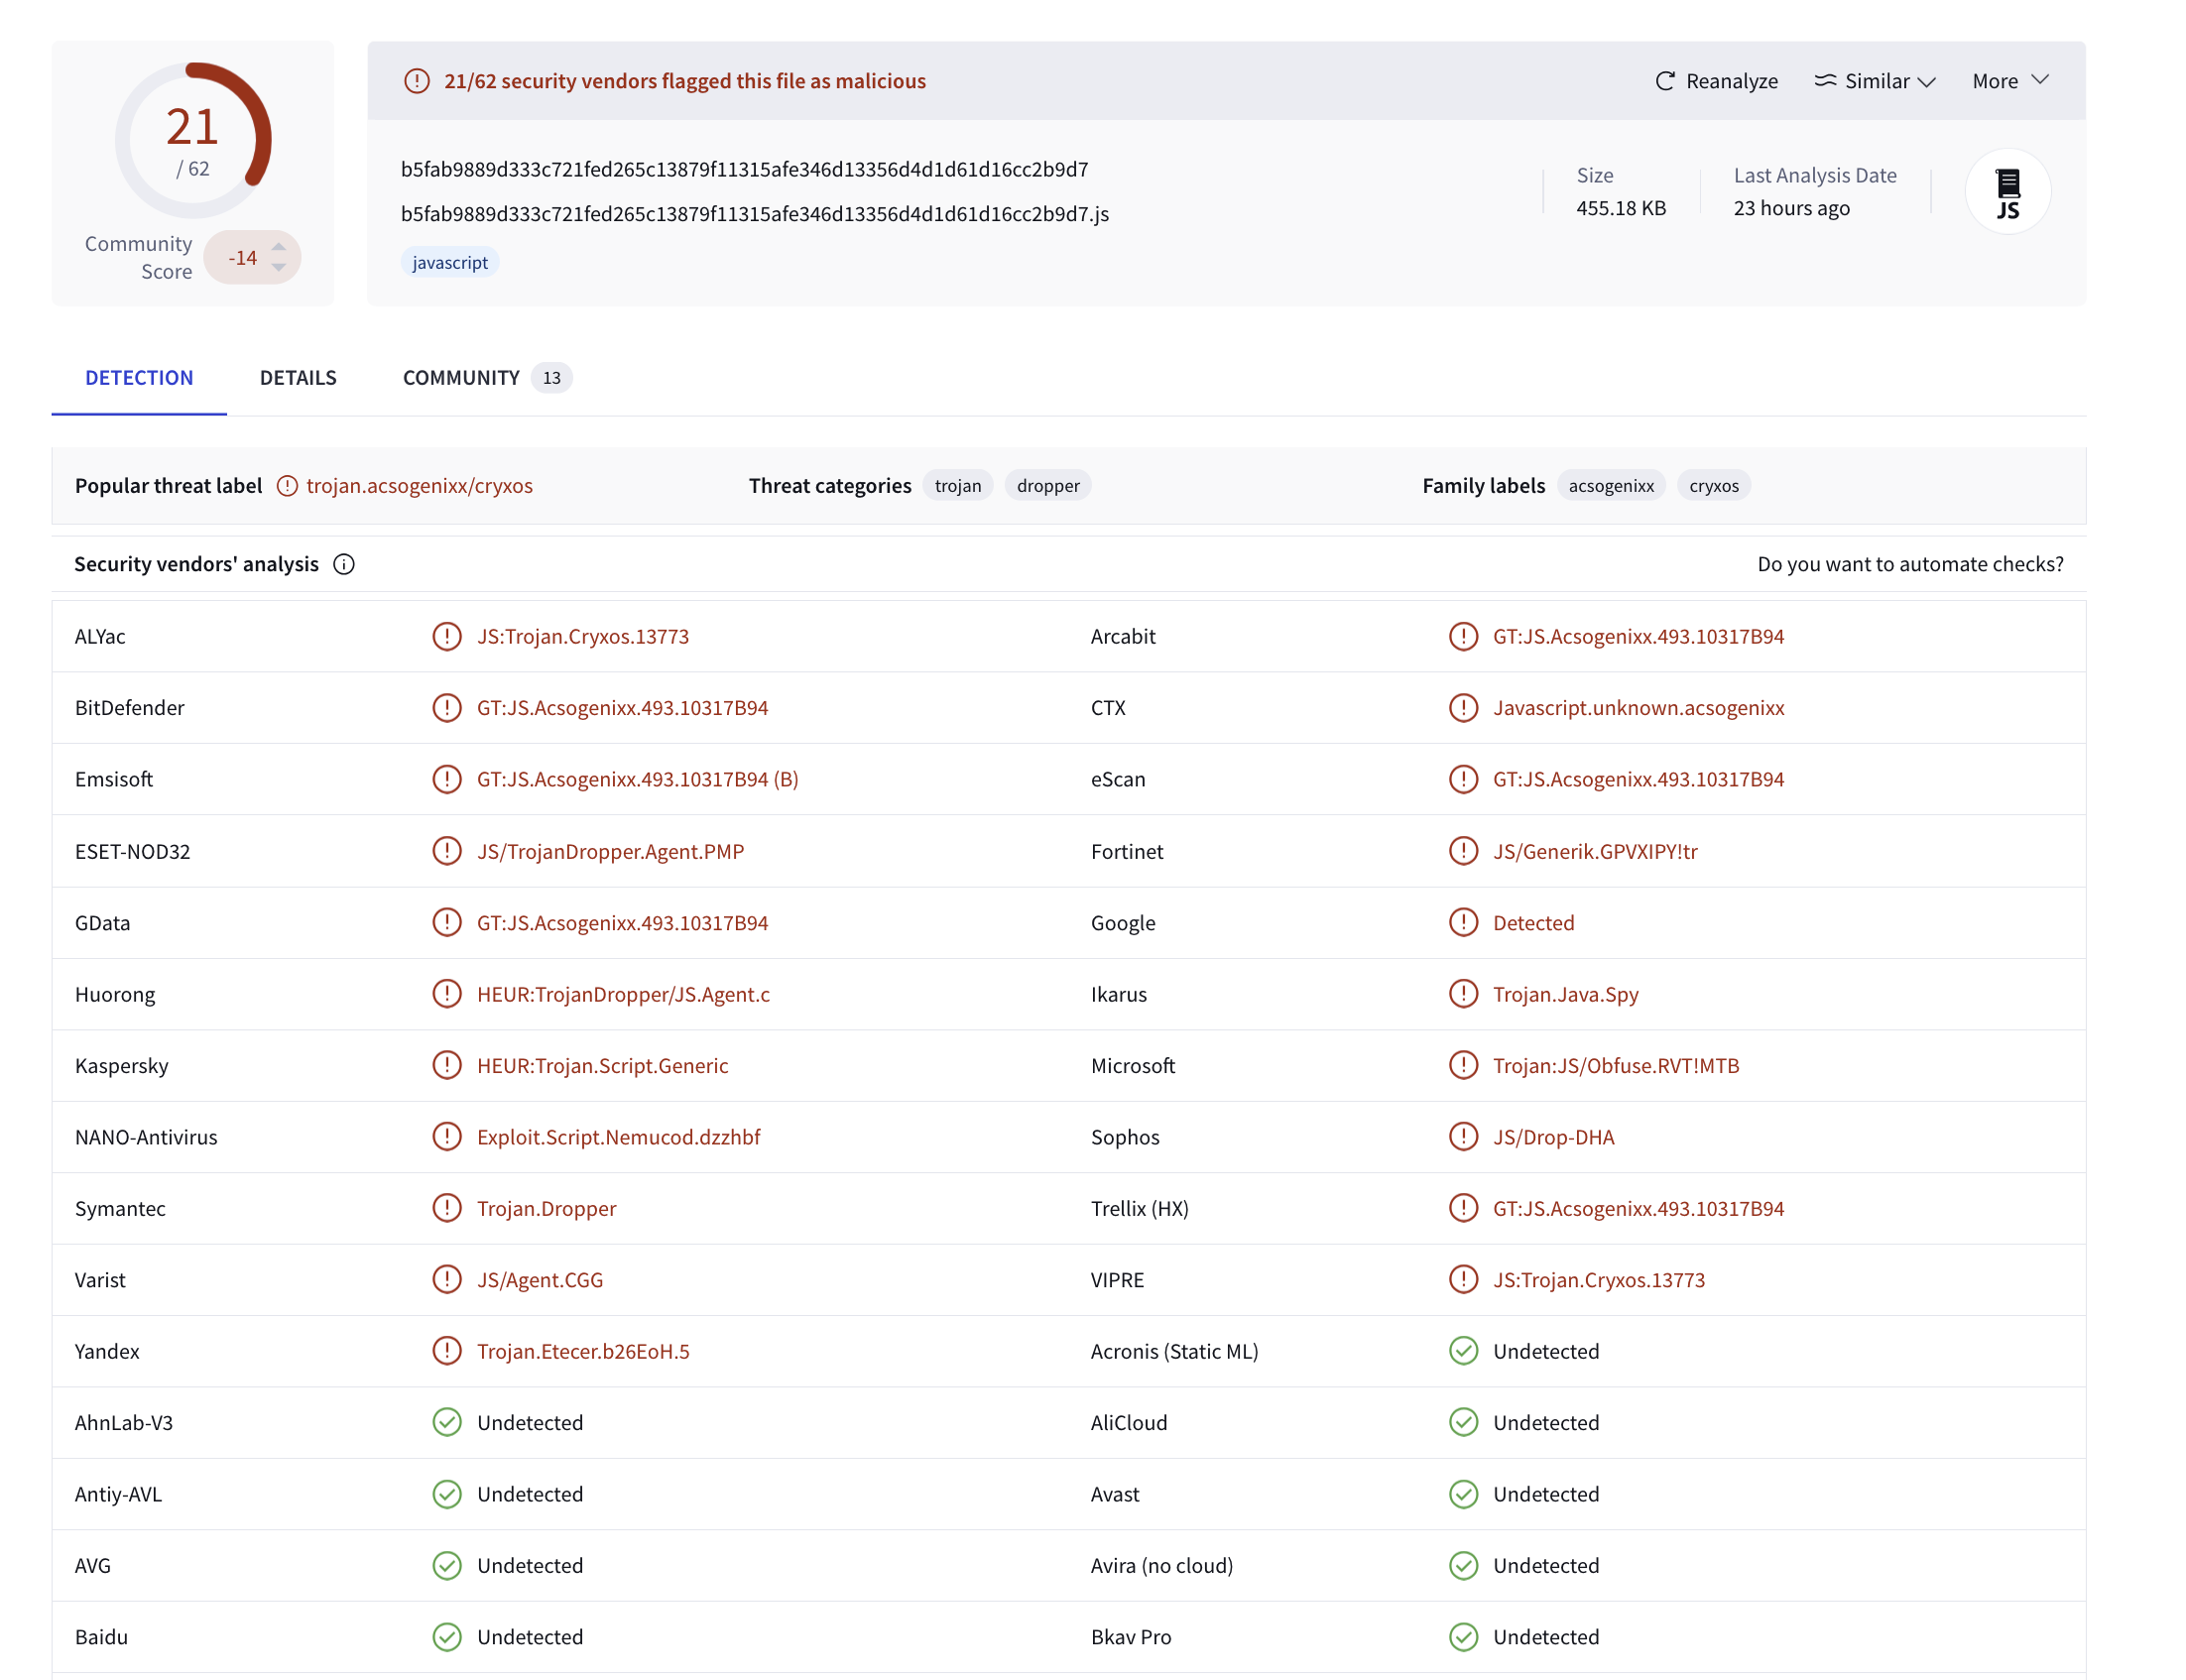 21
/ 62
Community Score
-14
21/62 security vendors flagged this file as malicious
Reanalyze
Similar
More
b5fab9889d333c721fed265c13879f11315afe346d13356d4d1d61d16cc2b9d7
b5fab9889d333c721fed265c13879f11315afe346d13356d4d1d61d16cc2b9d7.js
javascript
Size
455.18 KB
Last Analysis Date
23 hours ago
JS
DETECTION
DETAILS
COMMUNITY 13
Popular threat label trojan.acsogenixx/cryxos
Threat categories trojan dropper
Family labels acsogenixx cryxos
Security vendors' analysis
Do you want to automate checks?
ALYac JS:Trojan.Cryxos.13773 Arcabit GT:JS.Acsogenixx.493.10317B94
BitDefender GT:JS.Acsogenixx.493.10317B94 CTX Javascript.unknown.acsogenixx
Emsisoft GT:JS.Acsogenixx.493.10317B94 (B) eScan GT:JS.Acsogenixx.493.10317B94
ESET-NOD32 JS/TrojanDropper.Agent.PMP Fortinet JS/Generik.GPVXIPY!tr
GData GT:JS.Acsogenixx.493.10317B94 Google Detected
Huorong HEUR:TrojanDropper/JS.Agent.c Ikarus Trojan.Java.Spy
Kaspersky HEUR:Trojan.Script.Generic Microsoft Trojan:JS/Obfuse.RVT!MTB
NANO-Antivirus Exploit.Script.Nemucod.dzzhbf Sophos JS/Drop-DHA
Symantec Trojan.Dropper Trellix (HX) GT:JS.Acsogenixx.493.10317B94
Varist JS/Agent.CGG VIPRE JS:Trojan.Cryxos.13773
Yandex Trojan.Etecer.b26EoH.5 Acronis (Static ML) Undetected
AhnLab-V3 Undetected AliCloud Undetected
Antiy-AVL Undetected Avast Undetected
AVG Undetected Avira (no cloud) Undetected
Baidu Undetected Bkav Pro Undetected